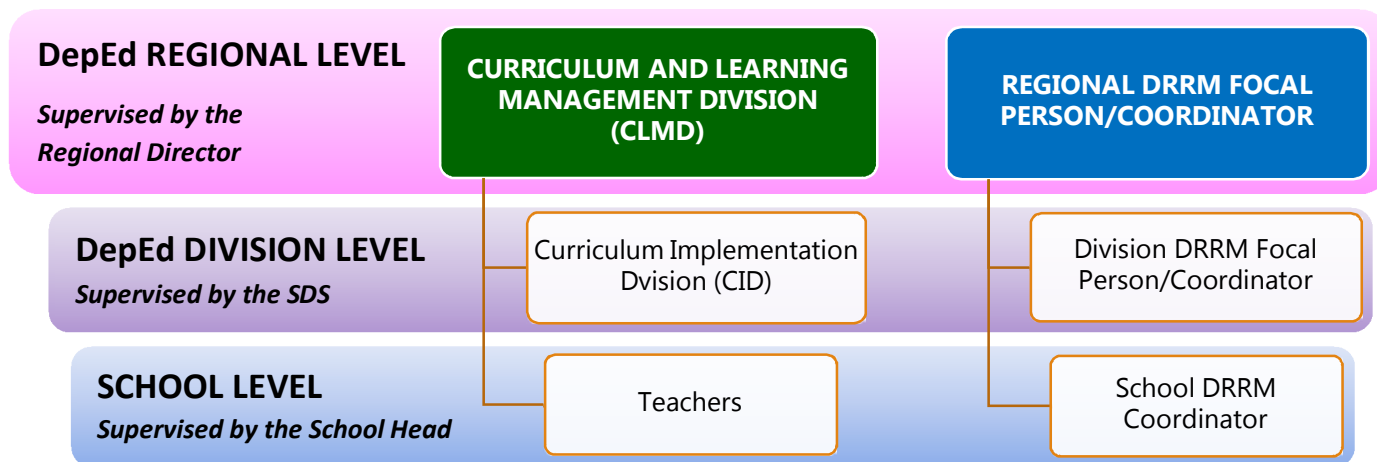 DepEd REGIONAL LEVEL
Supervised by the
Regional Director
CURRICULUM AND LEARNING
MANAGEMENT DIVISION
(CLMD)
REGIONAL DRRM FOCAL
PERSON/COORDINATOR
DepEd DIVISION LEVEL
Supervised by the SDS
Curriculum Implementation
Dvision (CID)
Division DRRM Focal
Person/Coordinator
SCHOOL LEVEL
Supervised by the School Head
Teachers
School DRRM
Coordinator